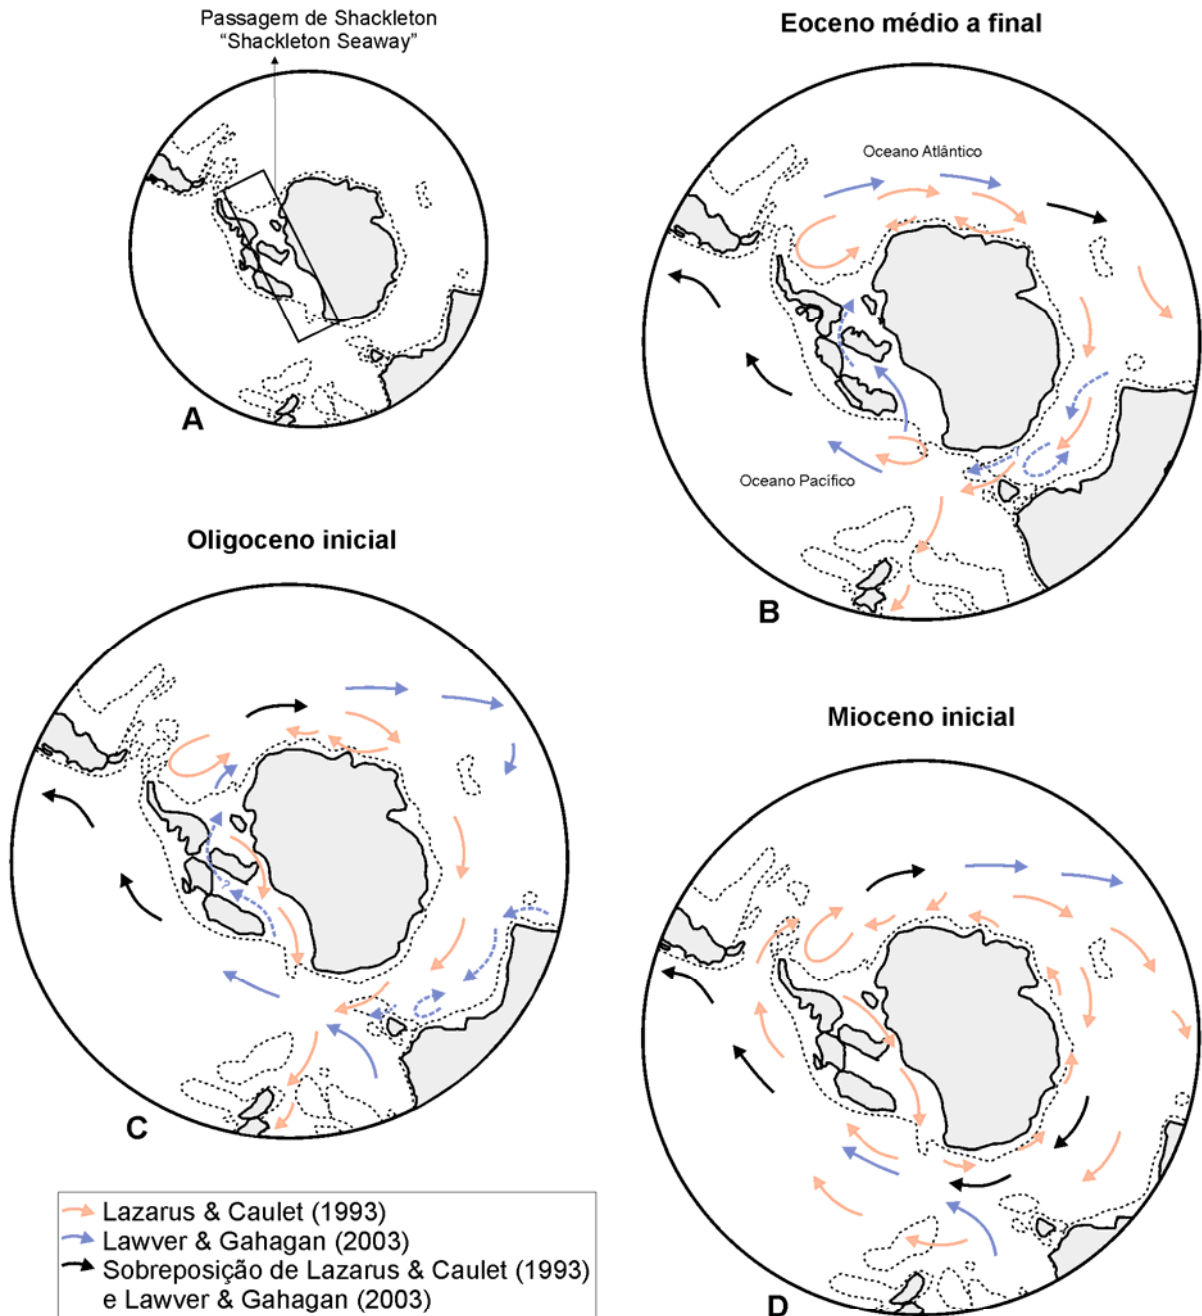 Passagem de Shackleton
“Shackleton Seaway”
A
Eoceno médio a final
Oceano Atlântico
Oceano Pacífico
B
Oligoceno inicial
?
C
Mioceno inicial
D
Lazarus & Caulet (1993)
Lawver & Gahagan (2003)
Sobreposição de Lazarus & Caulet (1993)
e Lawver & Gahagan (2003)